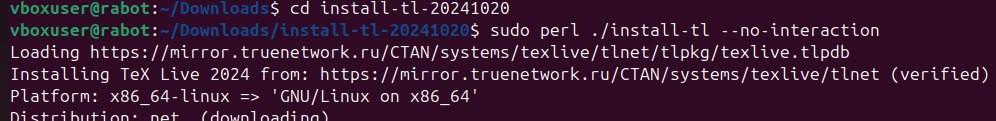 vboxuser@rabot:~/Downloads$ cd install-tl-20241020
vboxuser@rabot:~/Downloads/install-tl-20241020$ sudo perl ./install-tl --no-interaction
Loading https://mirror.truenetwork.ru/CTAN/systems/texlive/tlnet/tlpkg/texlive.tlpdb
Installing TeX Live 2024 from: https://mirror.truenetwork.ru/CTAN/systems/texlive/tlnet (verified)
Platform: x86_64-linux => 'GNU/Linux on x86_64'
Distribution: net  (downloading)